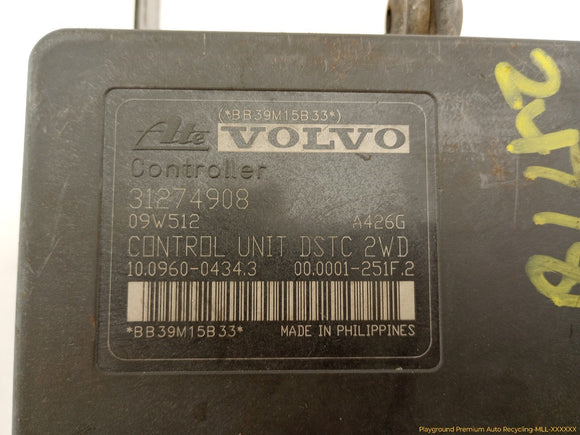 (*BB39M15B33*)
Ate VOLVO
Controller
31274908
09W512 A426G
CONTROL UNIT DSTC 2WD
10.0960-0434.3 00.0001-251F.2
*BB39M15B33* MADE IN PHILIPPINES
Playground Premium Auto Recycling-MLL-XXXXXX